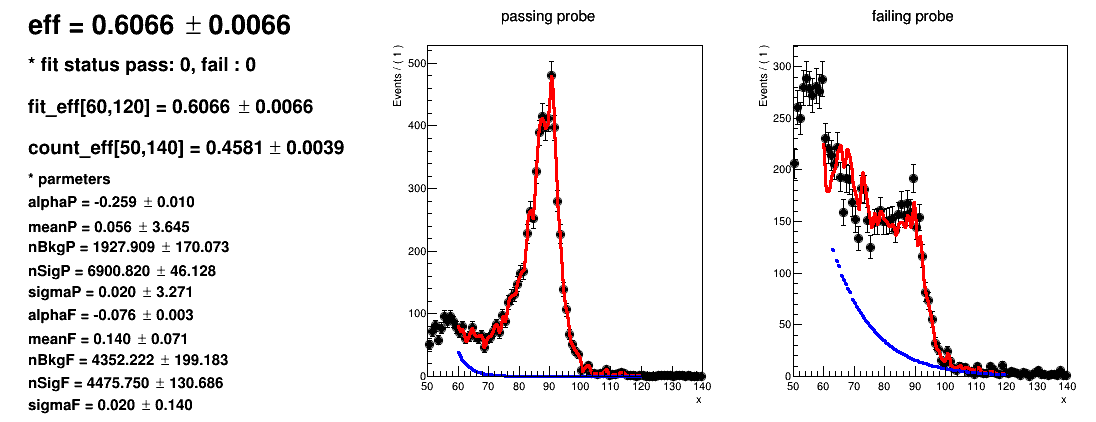 eff = 0.6066 ± 0.0066
* fit status pass: 0, fail : 0
fit_eff[60,120] = 0.6066 ± 0.0066
count_eff[50,140] = 0.4581 ± 0.0039
* parmeters
alphaP = -0.259 ± 0.010
meanP = 0.056 ± 3.645
nBkgP = 1927.909 ± 170.073
nSigP = 6900.820 ± 46.128
sigmaP = 0.020 ± 3.271
alphaF = -0.076 ± 0.003
meanF = 0.140 ± 0.071
nBkgF = 4352.222 ± 199.183
nSigF = 4475.750 ± 130.686
sigmaF = 0.020 ± 0.140
passing probe
Events / ( 1 )
500
400
300
200
100
0
50 60 70 80 90 100 110 120 130 140
x
failing probe
Events / ( 1 )
300
250
200
150
100
50
0
50 60 70 80 90 100 110 120 130 140
x